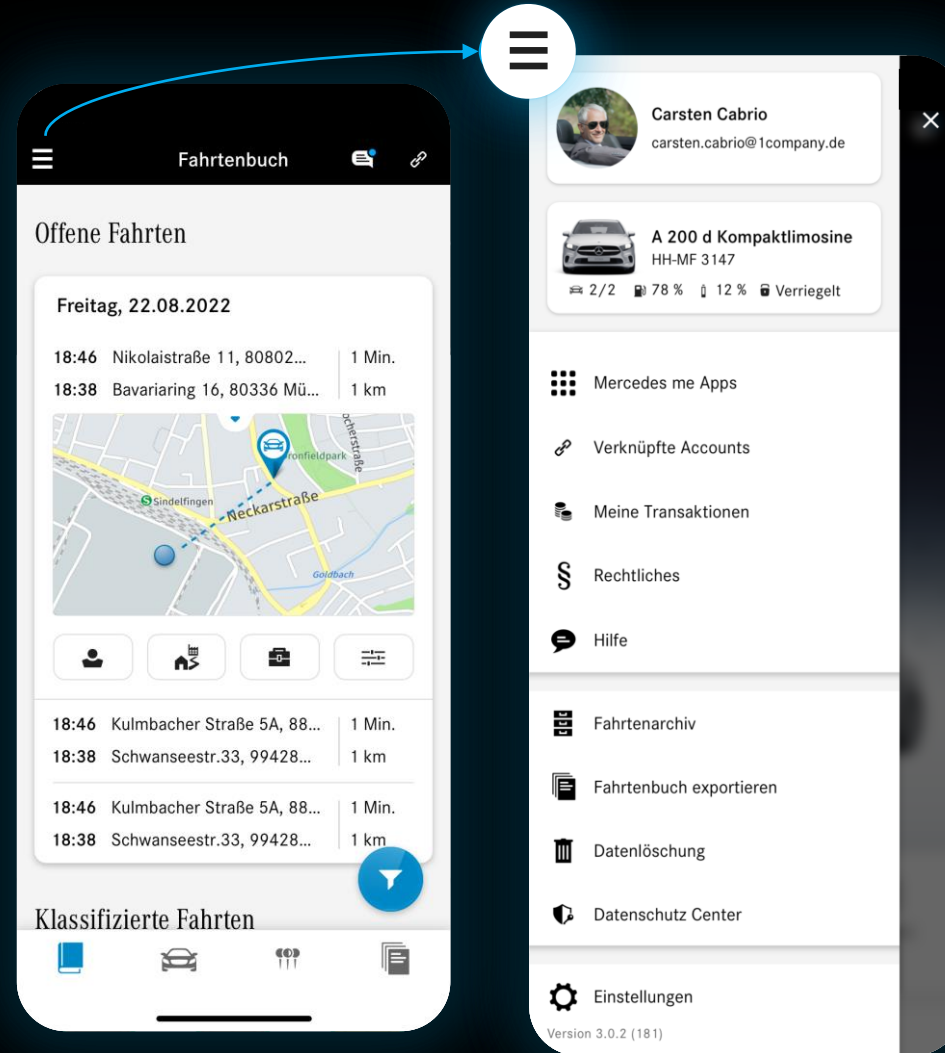 Fahrtenbuch
Offene Fahrten
Freitag, 22.08.2022
18:46 Nikolaistraße 11, 80802... 1 Min.
18:38 Bavariaring 16, 80336 Mü... 1 km
ocherstraße
ronfieldpark
S Sindelfingen
Neckarstraße
Goldbach
18:46 Kulmbacher Straße 5A, 88... 1 Min.
18:38 Schwanseestr.33, 99428... 1 km
18:46 Kulmbacher Straße 5A, 88... 1 Min.
18:38 Schwanseestr.33, 99428... 1 km
Klassifizierte Fahrten
Carsten Cabrio
carsten.cabrio@1company.de
A 200 d Kompaktlimosine
HH-MF 3147
2/2 78 % 12 % Verriegelt
Mercedes me Apps
Verknüpfte Accounts
Meine Transaktionen
§ Rechtliches
Hilfe
Fahrtenarchiv
Fahrtenbuch exportieren
Datenlöschung
Datenschutz Center
Einstellungen
Version 3.0.2 (181)